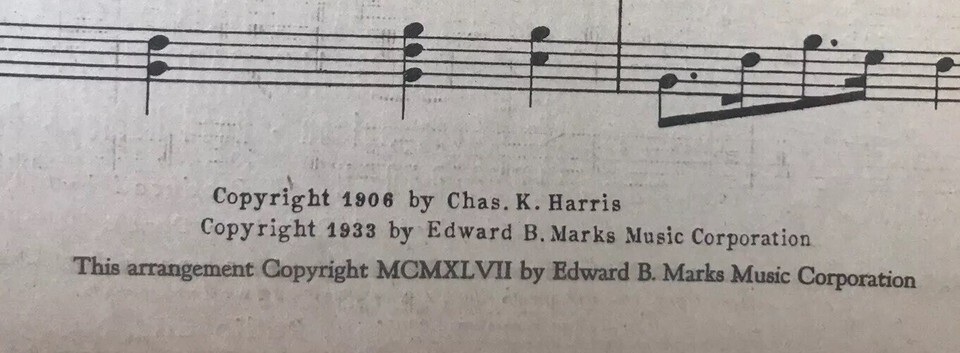 Copyright 1906 by Chas. K. Harris
Copyright 1933 by Edward B. Marks Music Corporation
This arrangement Copyright MCMXLVII by Edward B. Marks Music Corporation